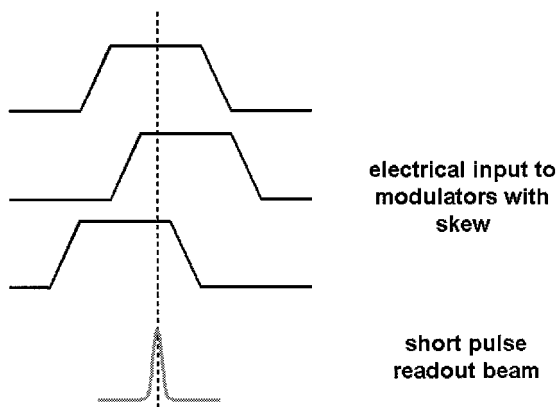 electrical input to
modulators with
skew
short pulse
readout beam